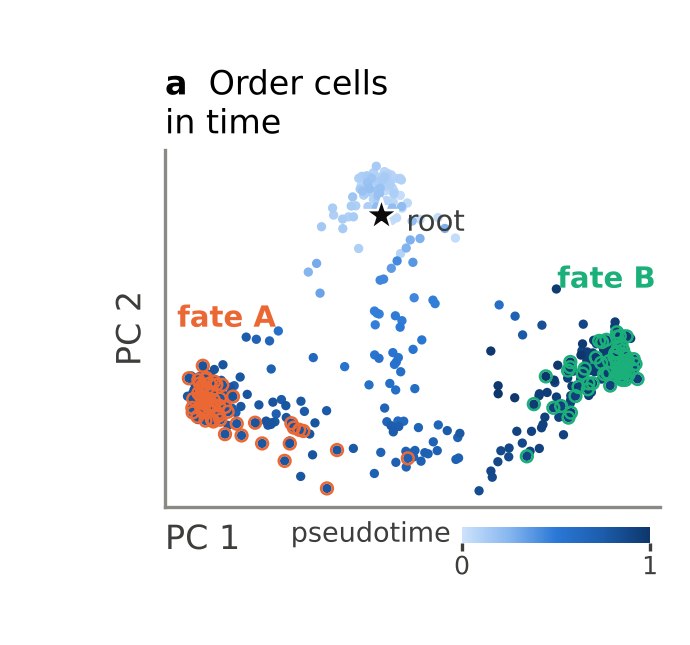 a Order cells
in time
root
fate B
fate A
PC 2
PC 1
pseudotime
0 1